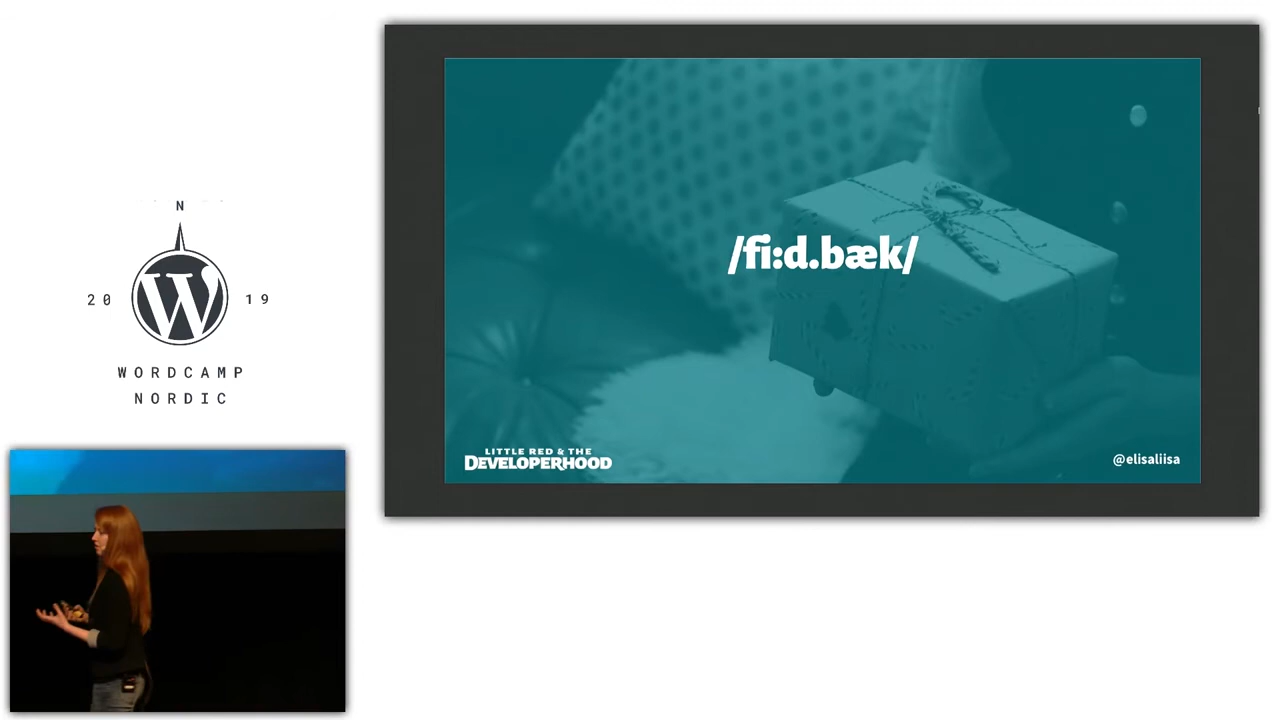 N
20 19
WORDCAMP
NORDIC
/fi:d.bæk/
LITTLE RED & THE
DEVELOPERHOOD
@elisaliisa